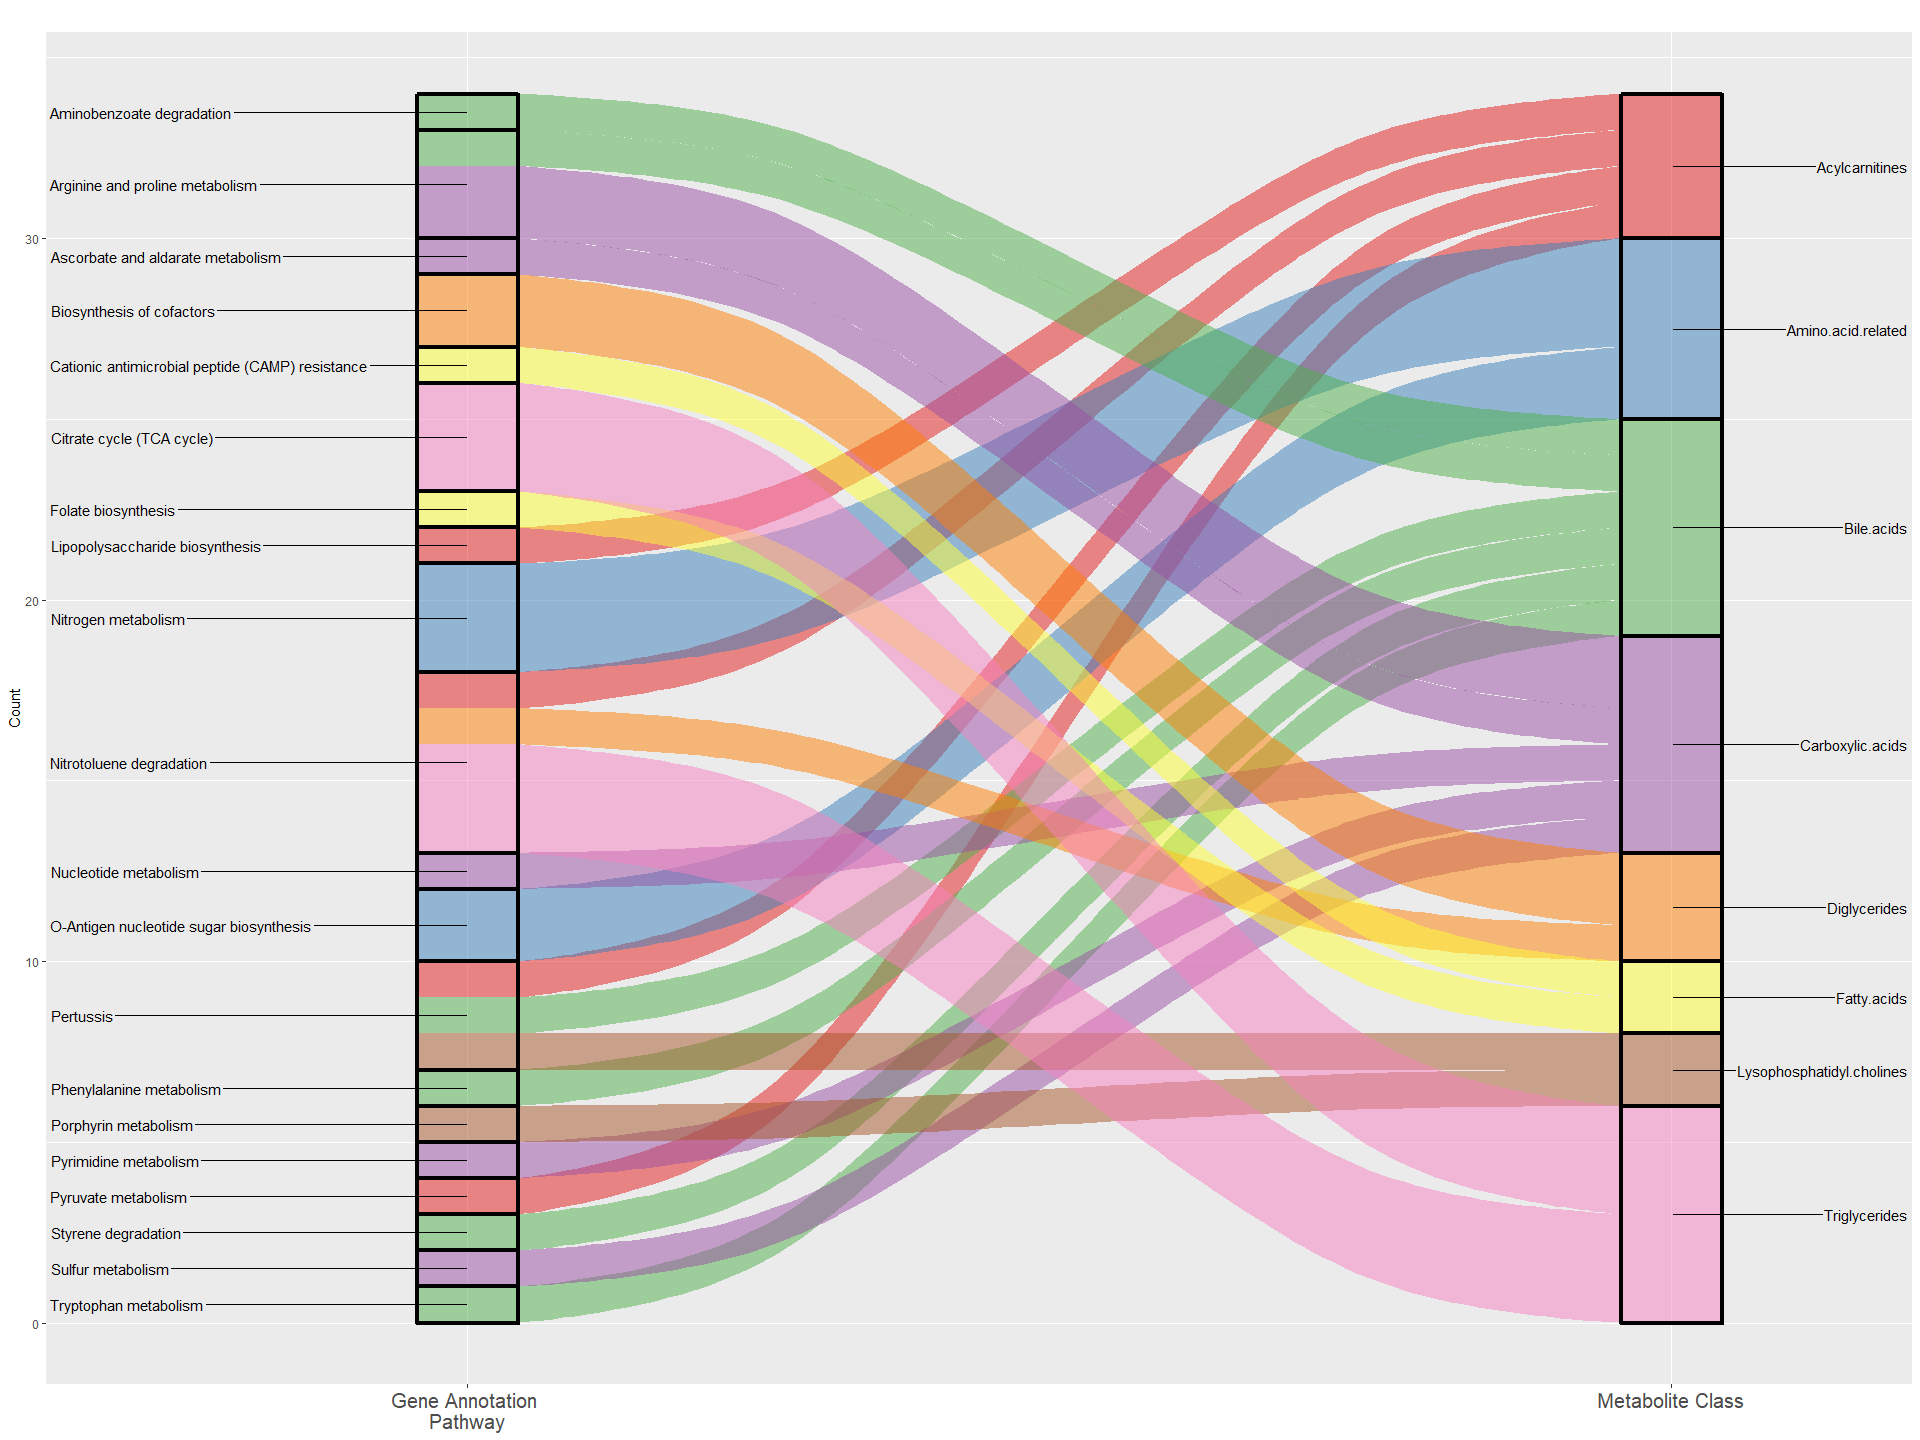 Aminobenzoate degradation
Arginine and proline metabolism
Ascorbate and aldarate metabolism
Biosynthesis of cofactors
Cationic antimicrobial peptide (CAMP) resistance
Citrate cycle (TCA cycle)
Folate biosynthesis
Lipopolysaccharide biosynthesis
Nitrogen metabolism
Nitrotoluene degradation
Nucleotide metabolism
O-Antigen nucleotide sugar biosynthesis
Pertussis
Phenylalanine metabolism
Porphyrin metabolism
Pyrimidine metabolism
Pyruvate metabolism
Styrene degradation
Sulfur metabolism
Tryptophan metabolism
Acylcarnitines
Amino.acid.related
Bile.acids
Carboxylic.acids
Diglycerides
Fatty.acids
Lysophosphatidyl.cholines
Triglycerides
30
20
10
0
Count
Gene Annotation
Pathway
Metabolite Class